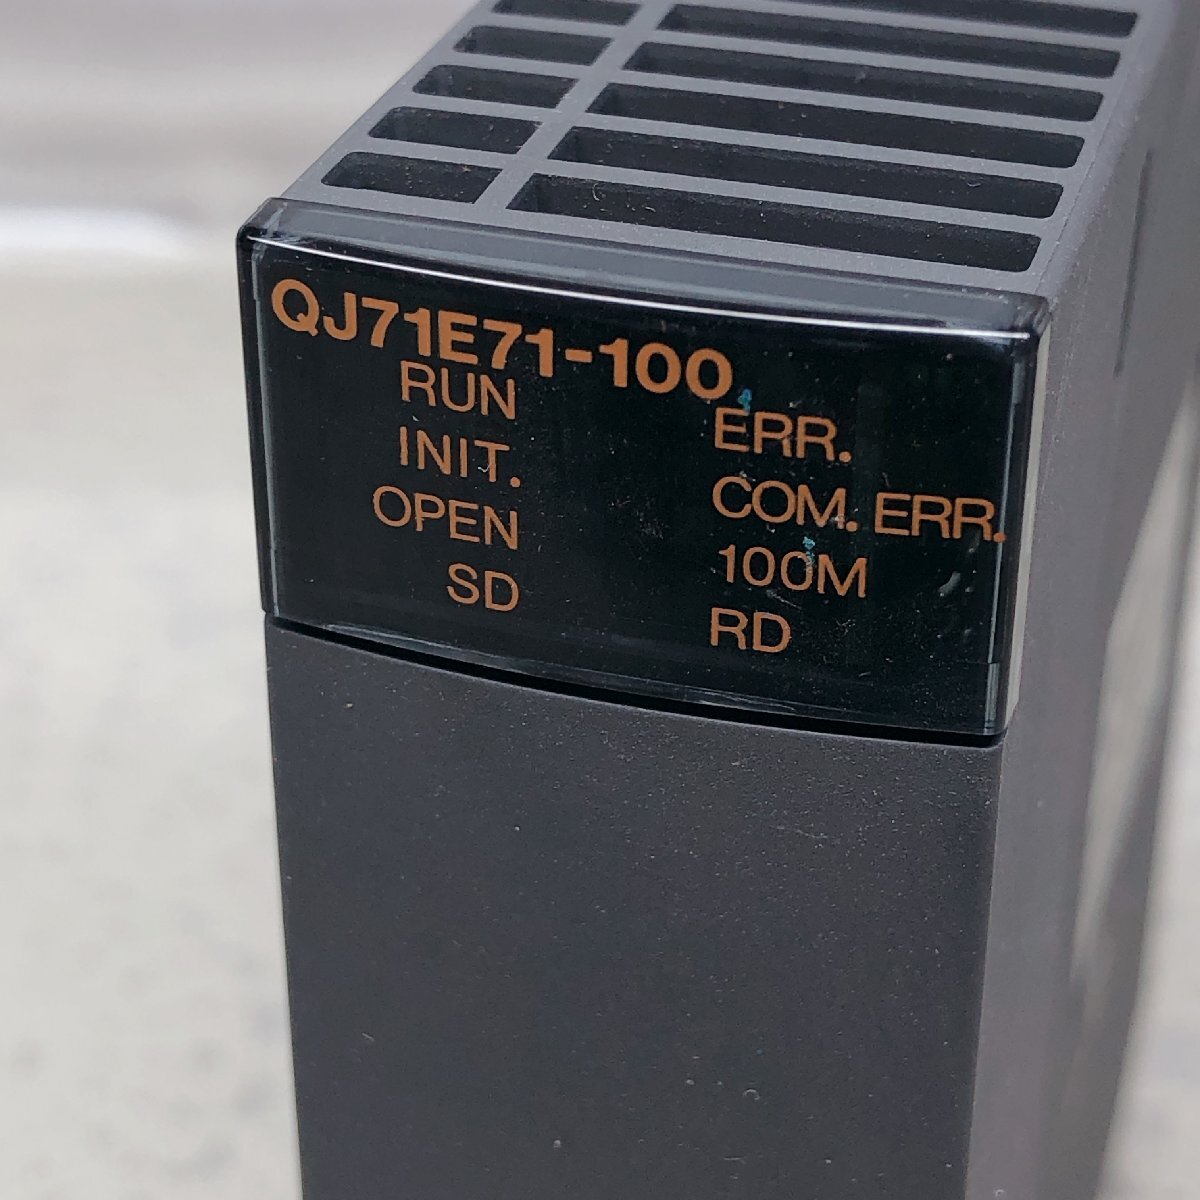 QJ71E71-100
RUN ERR.
INIT. COM. ERR.
OPEN 100M
SD RD